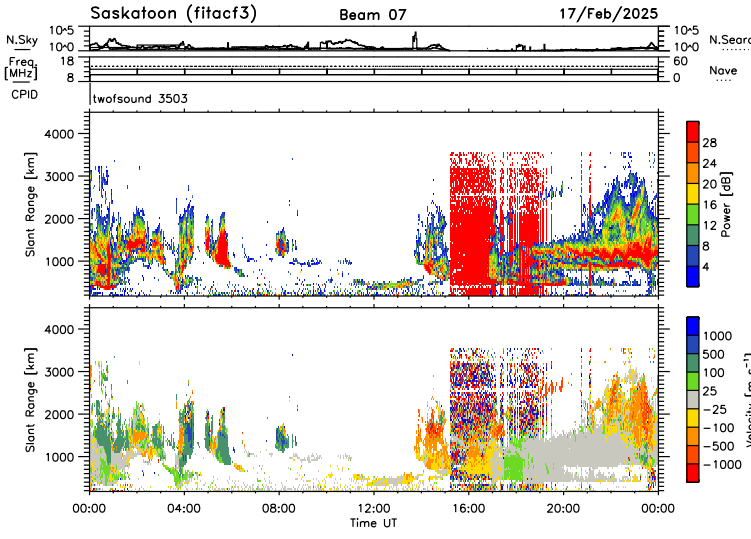 Saskatoon (fitacf3) Beam 07 17/Feb/2025
N.Sky 10^5 10^0 10^5 10^0 N.Sear
Freq. [MHz] 18 8 60 0 Nave
CPID twofsound 3503
Slant Range [km] 4000 3000 2000 1000
Power [dB] 28 24 20 16 12 8 4
Slant Range [km] 4000 3000 2000 1000
Velocity [m s^-1] 1000 500 100 25 -25 -100 -500 -1000
00:00 04:00 08:00 12:00 16:00 20:00 00:00
Time UT